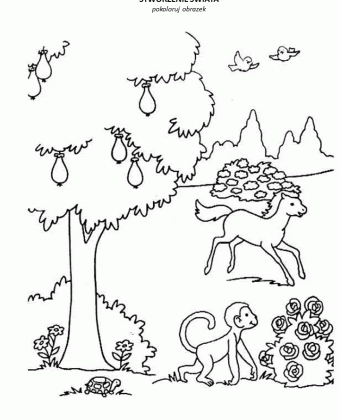 STWORZENIE ŚWIATA
pokoloruj obrazek